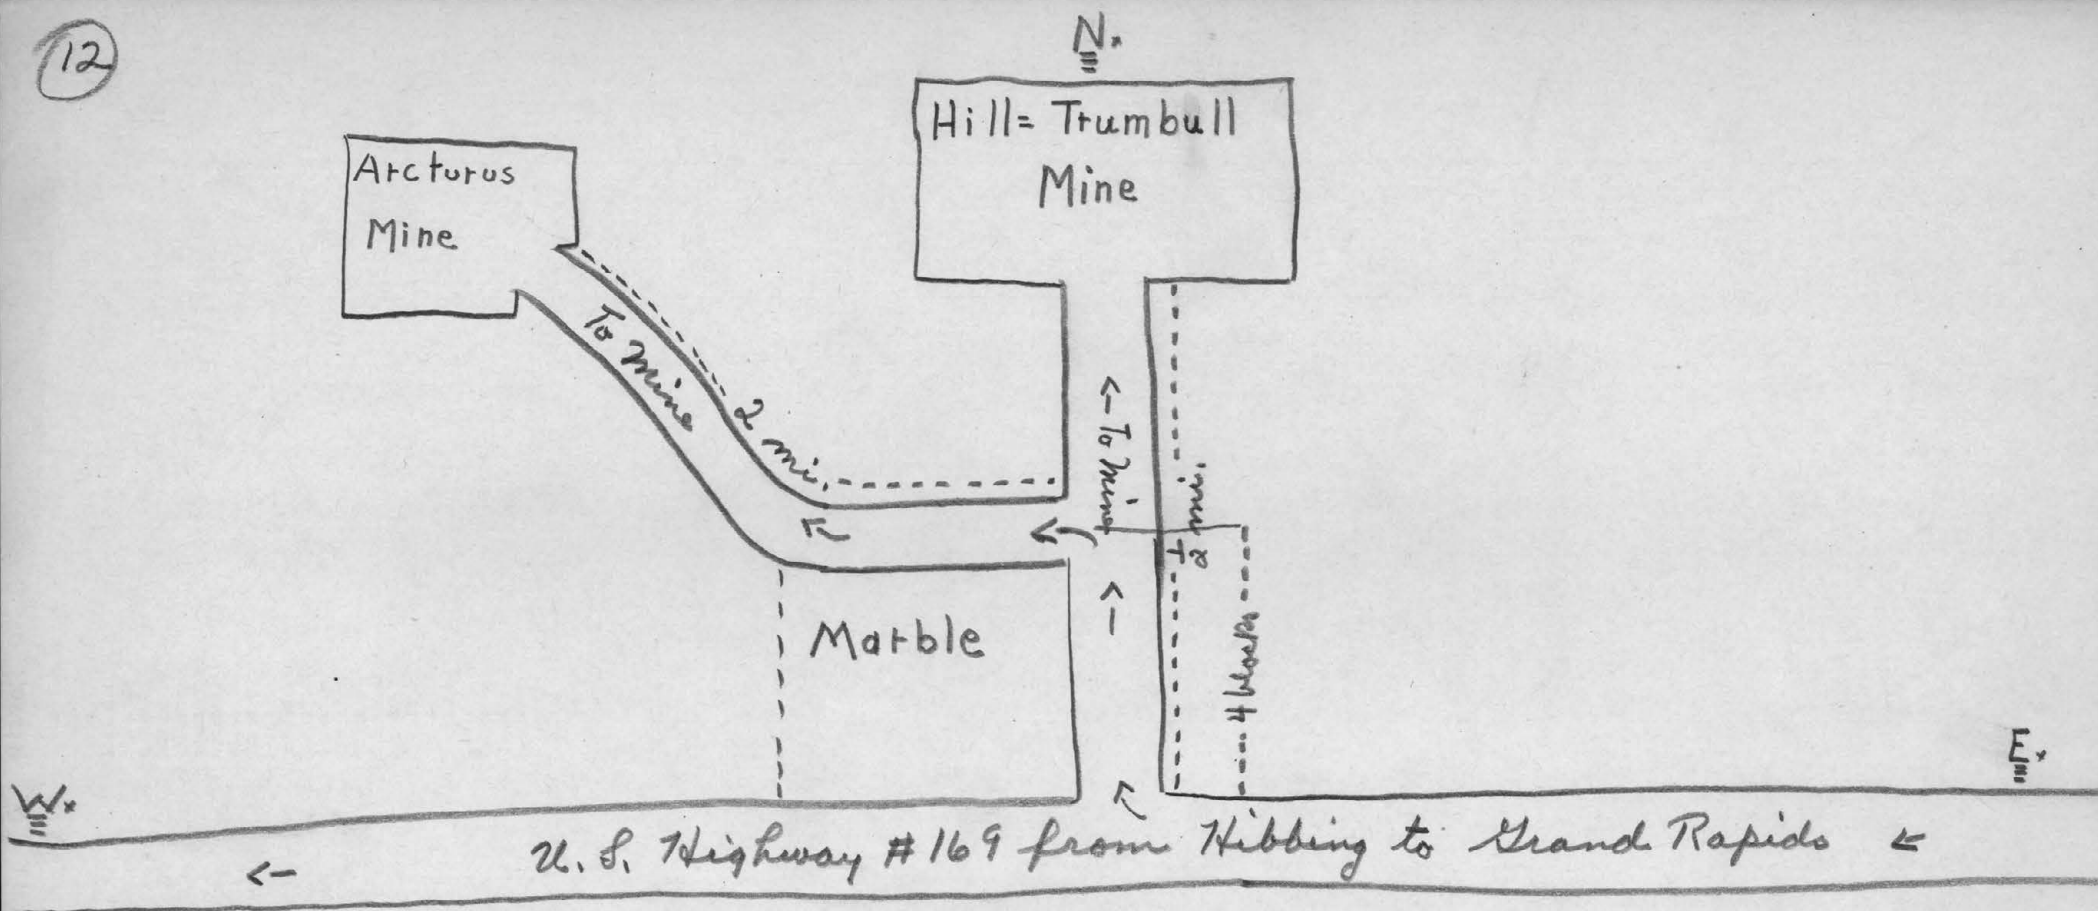 12
N.
Hill= Trumbull
Mine
Arcturus
Mine
To Mine
2 mi.
← To Mine
1/2 mi.
4 blocks
Marble
W.
E.
U.S. Highway #169 from Hibbing to Grand Rapids